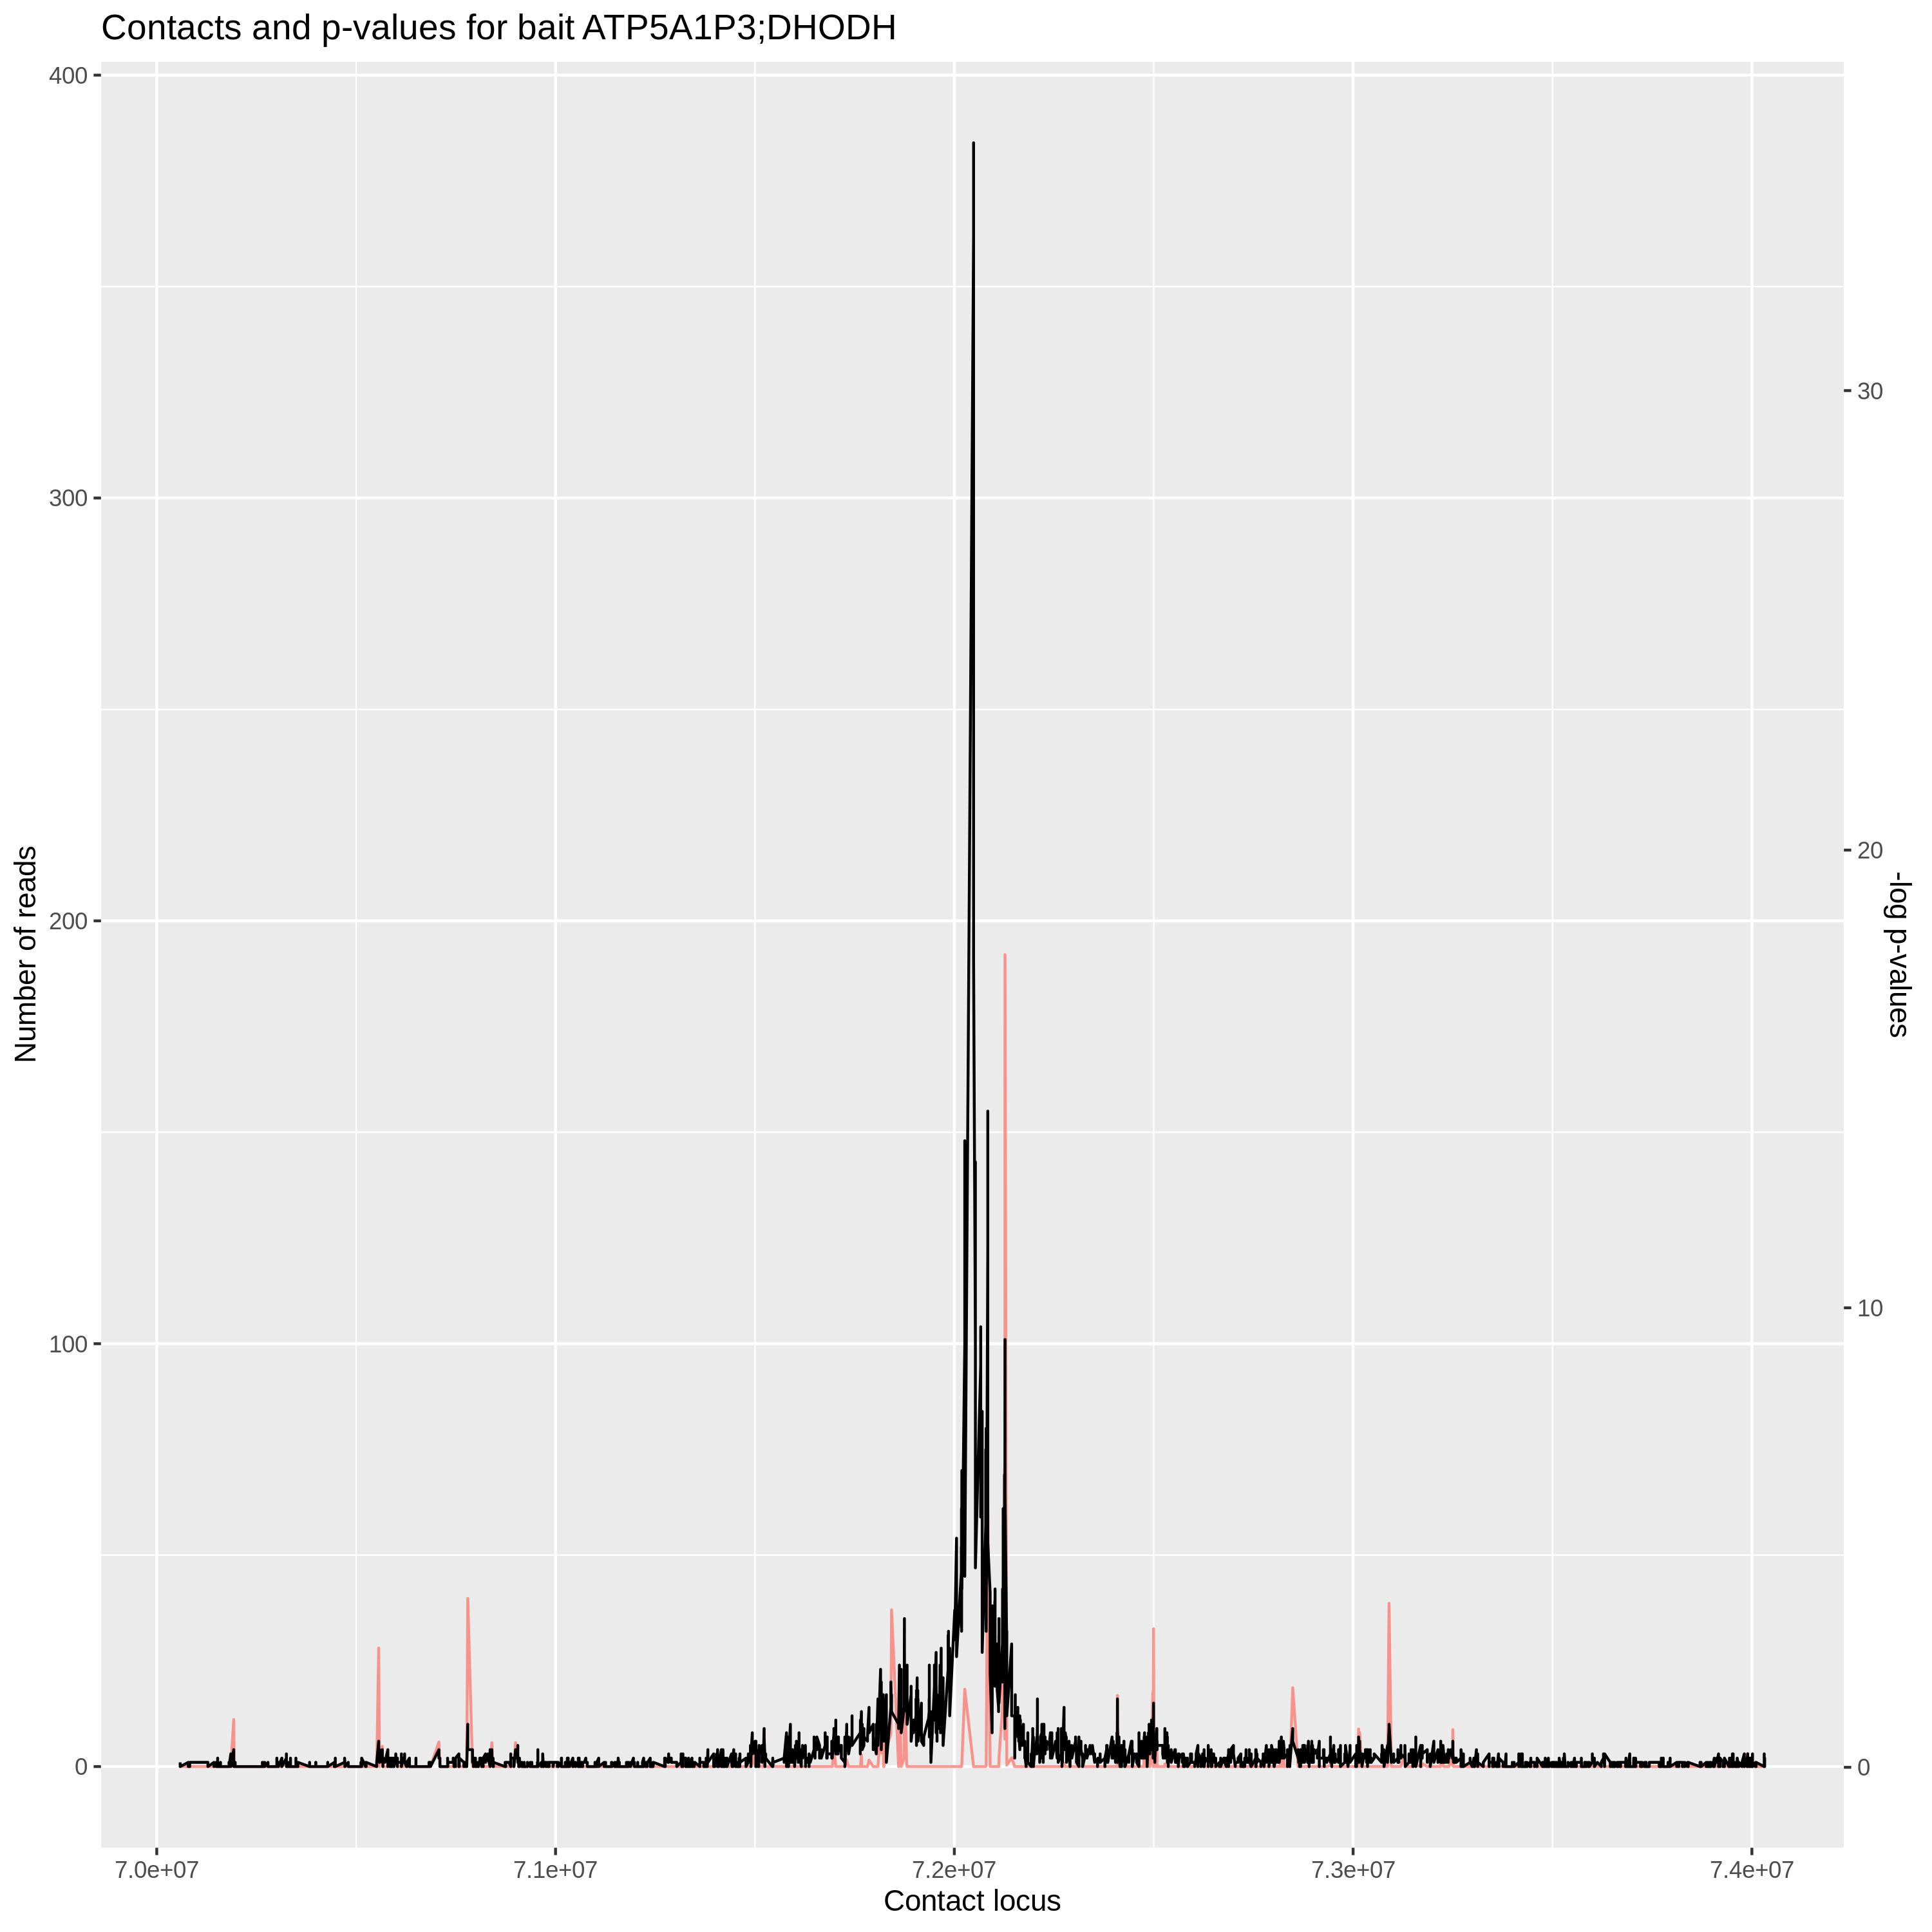 Contacts and p-values for bait ATP5A1P3;DHODH
400
300
200
100
0
Number of reads
30
20
10
0
-log p-values
7.0e+07
7.1e+07
7.2e+07
7.3e+07
7.4e+07
Contact locus